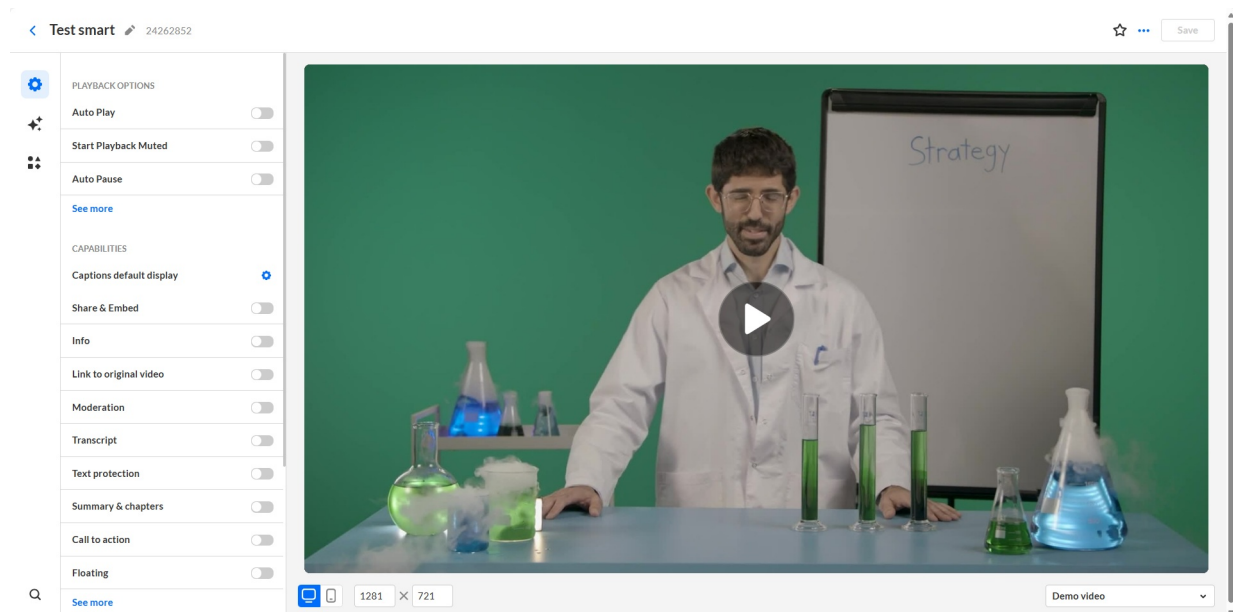 Test smart 24262852
Save
PLAYBACK OPTIONS
Auto Play
Start Playback Muted
Auto Pause
See more
CAPABILITIES
Captions default display
Share & Embed
Info
Link to original video
Moderation
Transcript
Text protection
Summary & chapters
Call to action
Floating
See more
Strategy
1281 × 721
Demo video